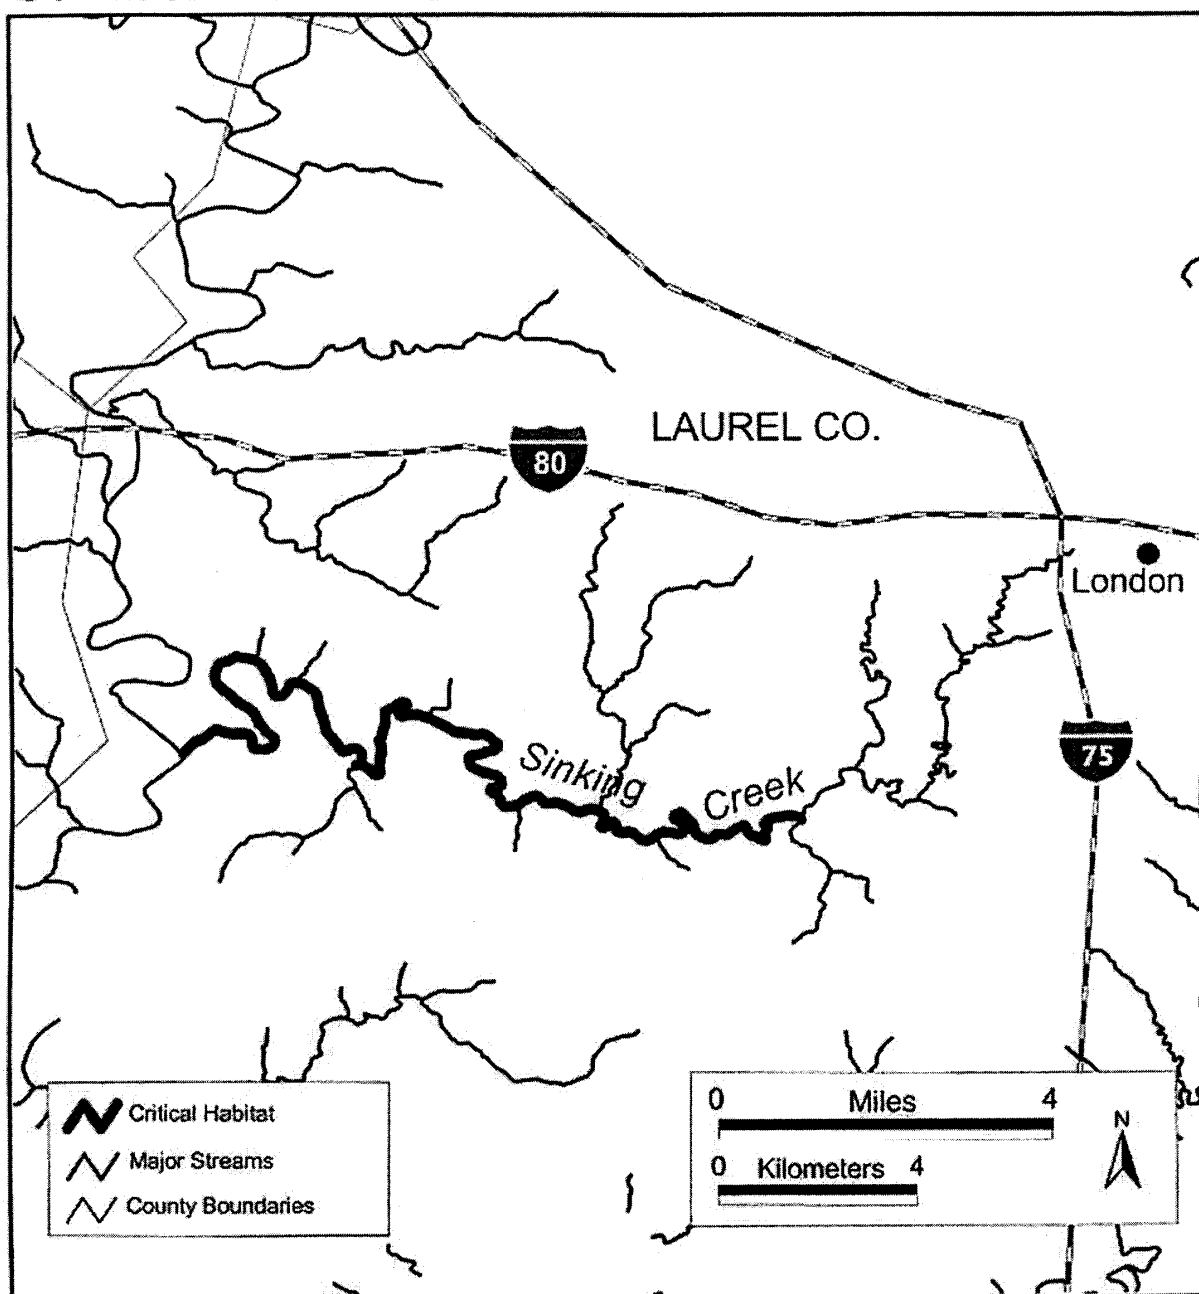 LAUREL CO.
80
London
75
Sinking Creek
Critical Habitat
Major Streams
County Boundaries
0 Miles 4
0 Kilometers 4
N